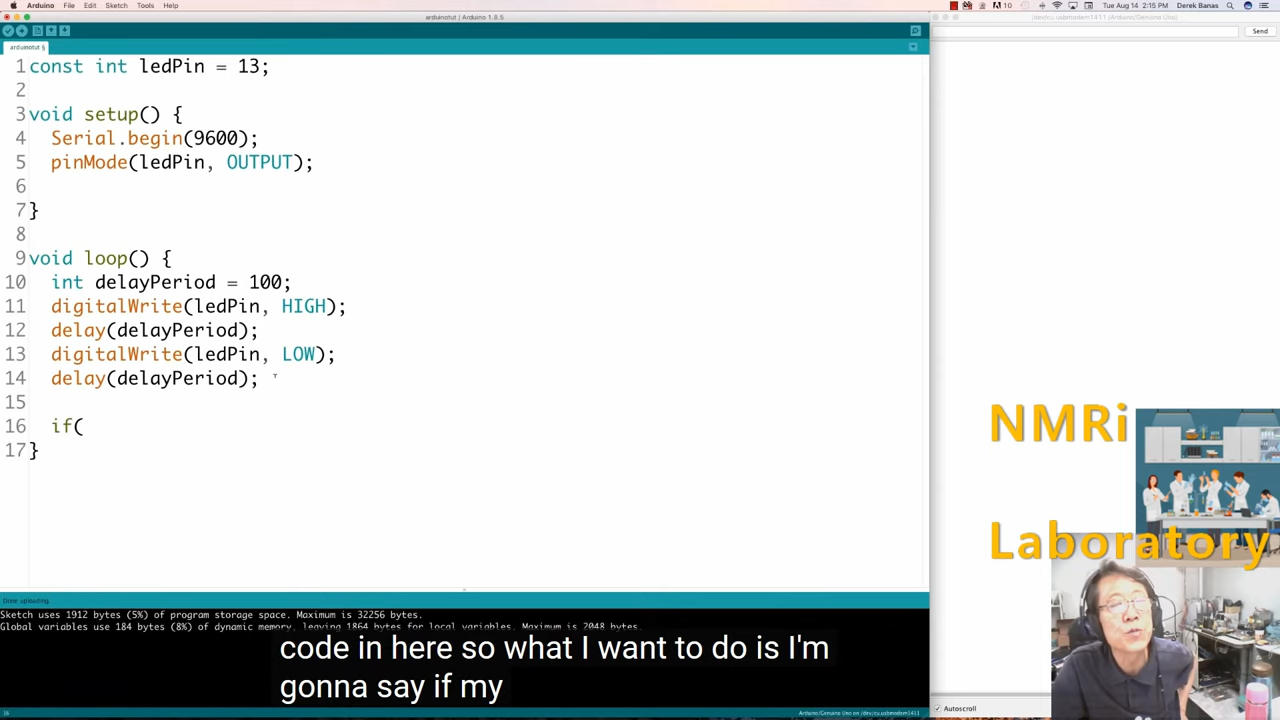 Arduino File Edit Sketch Tools Help
10 Tue Aug 14 2:15 PM Derek Banas
arduinotut | Arduino 1.8.5
/dev/cu.usbmodem1411 (Arduino/Genuino Uno)
Send
arduinotut §
1 const int ledPin = 13;
2
3 void setup() {
4 Serial.begin(9600);
5 pinMode(ledPin, OUTPUT);
6
7 }
8
9 void loop() {
10 int delayPeriod = 100;
11 digitalWrite(ledPin, HIGH);
12 delay(delayPeriod);
13 digitalWrite(ledPin, LOW);
14 delay(delayPeriod);
15
16 if(
17 }
NMRi
Laboratory
Done uploading.
Sketch uses 1912 bytes (5%) of program storage space. Maximum is 32256 bytes.
Global variables use 184 bytes (8%) of dynamic memory, leaving 1864 bytes for local variables. Maximum is 2048 bytes.
code in here so what I want to do is I'm
gonna say if my
16
Arduino/Genuino Uno on /dev/cu.usbmodem1411
Autoscroll